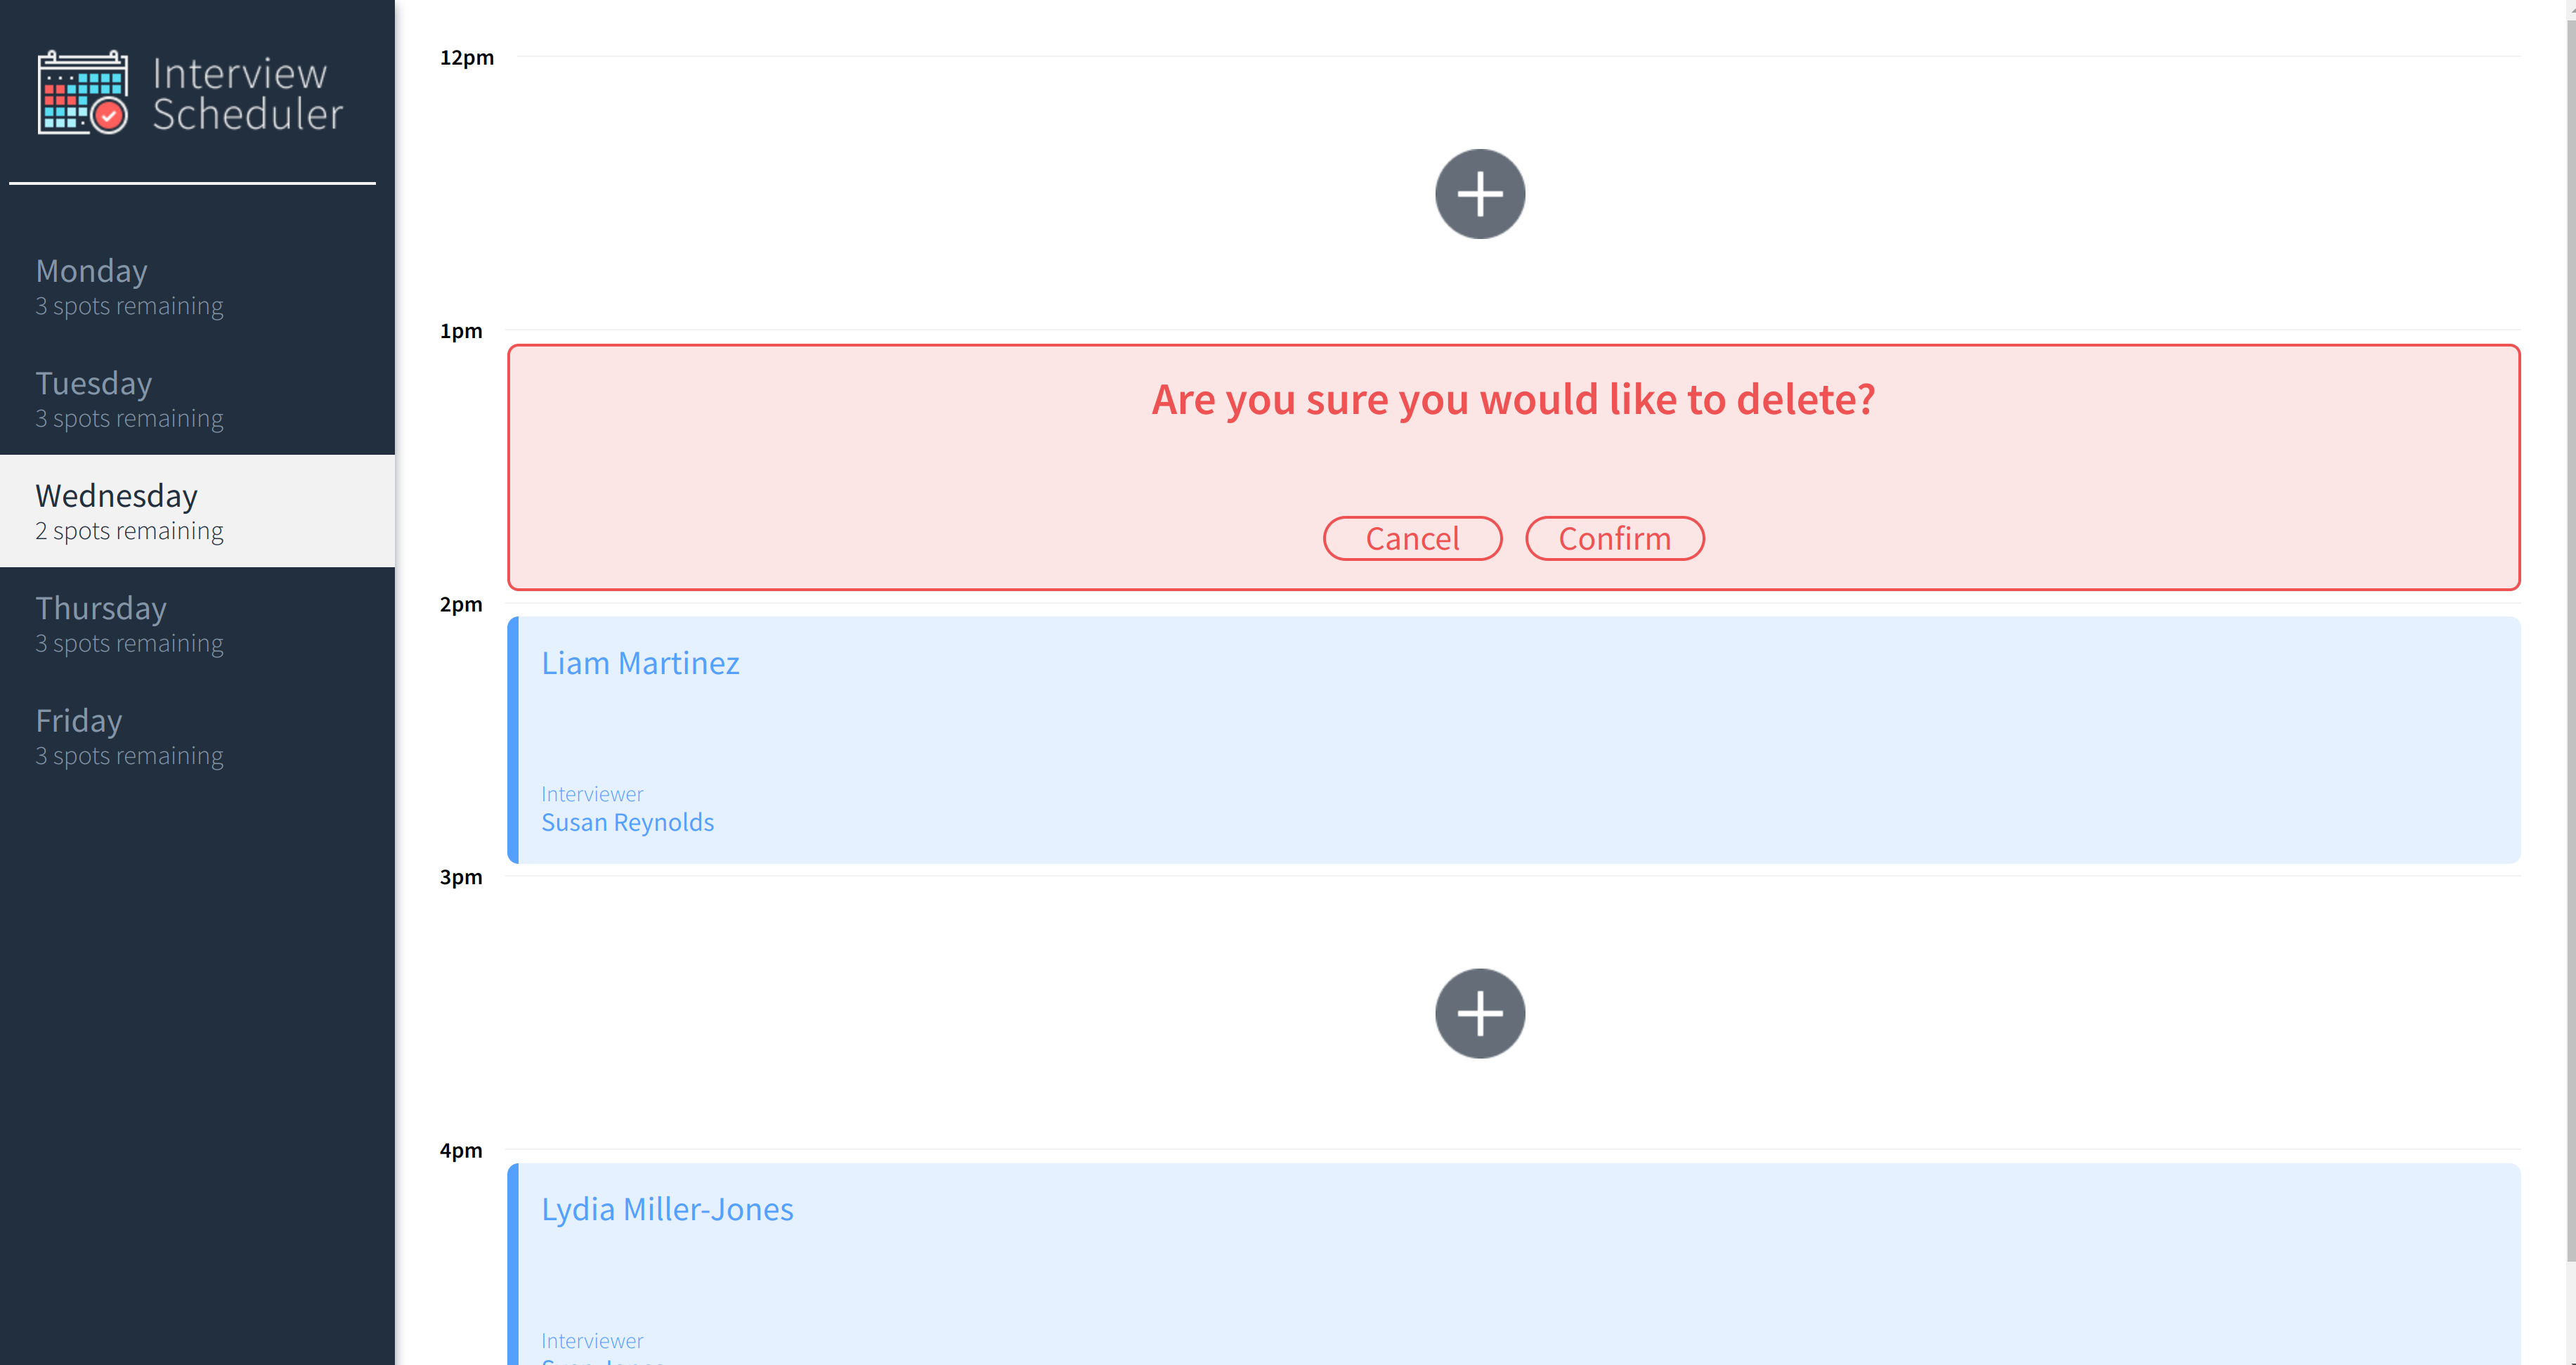 Interview
Scheduler
Monday
3 spots remaining
Tuesday
3 spots remaining
Wednesday
2 spots remaining
Thursday
3 spots remaining
Friday
3 spots remaining
12pm
1pm
Are you sure you would like to delete?
Cancel Confirm
2pm
Liam Martinez
Interviewer
Susan Reynolds
3pm
4pm
Lydia Miller-Jones
Interviewer